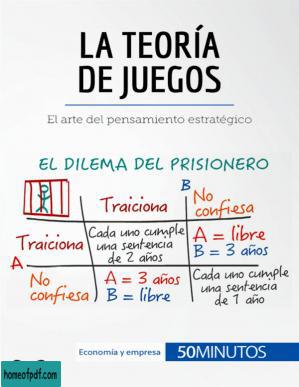 LA TEORÍA
DE JUEGOS
El arte del pensamiento estratégico
EL DILEMA DEL PRISIONERO
B
Traiciona
No
confiesa
A
Traiciona
Cada uno cumple
una sentencia
de 2 años
A = libre
B = 3 años
No
confiesa
A = 3 años
B = libre
Cada uno cumple
una sentencia
de 1 año
Economía y empresa
50MINUTOS
homeofpdf.com